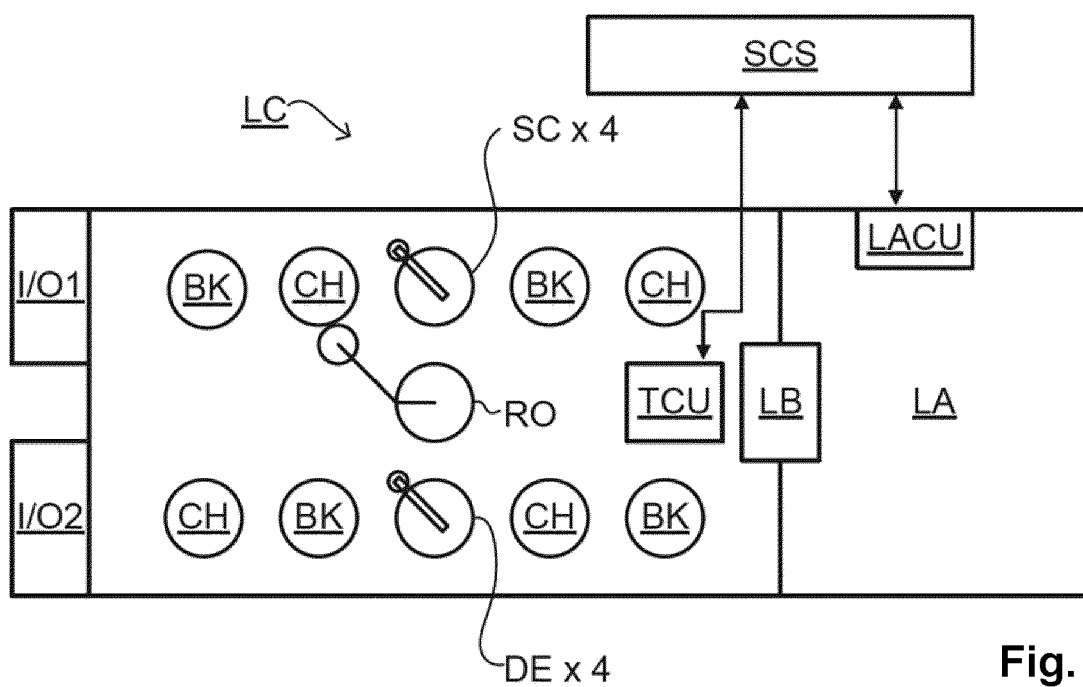 SCS
LC
SC x 4
I/O1
BK
CH
BK
CH
LACU
RO
TCU
LB
LA
I/O2
CH
BK
CH
BK
DE x 4
Fig.